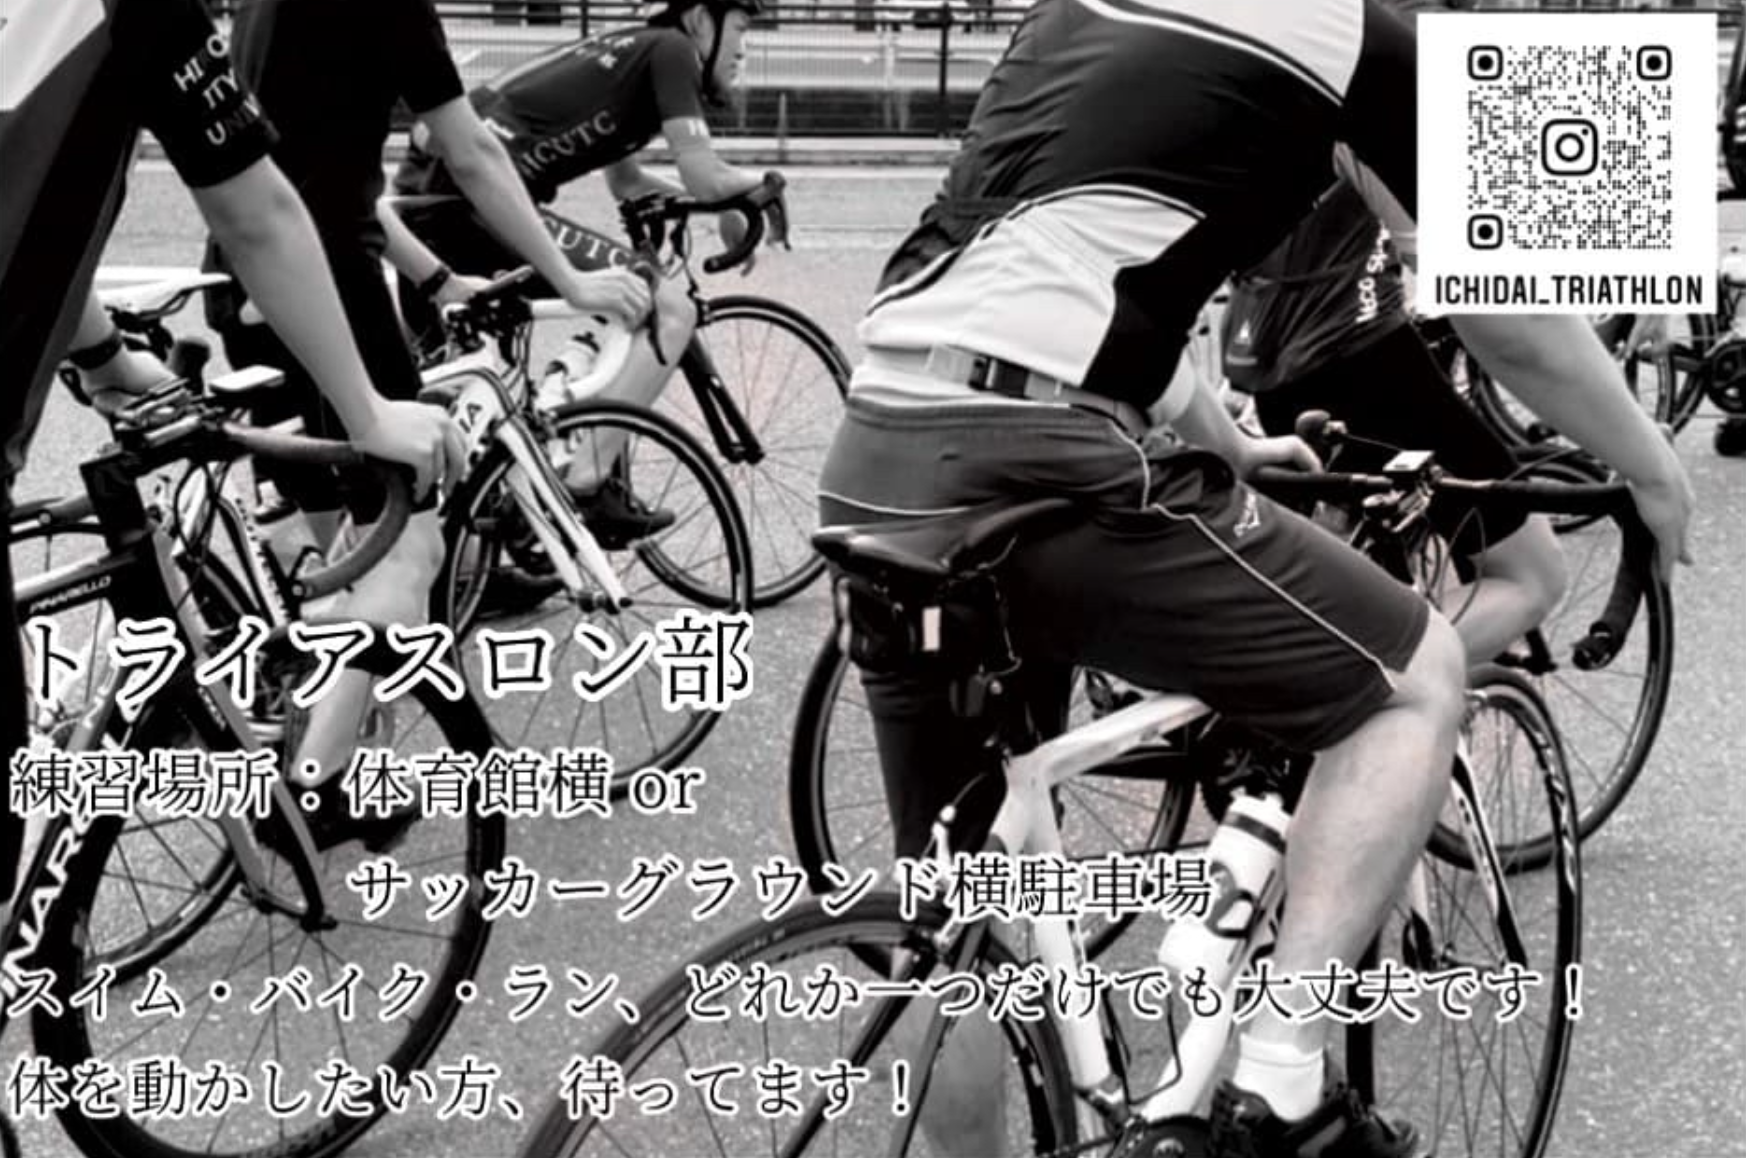 ICHIDAI_TRIATHLON
CUTC
PINARELLO
トライアスロン部
練習場所：体育館横 or
サッカーグラウンド横駐車場
スイム・バイク・ラン、どれか一つだけでも大丈夫です！
体を動かしたい方、待ってます！